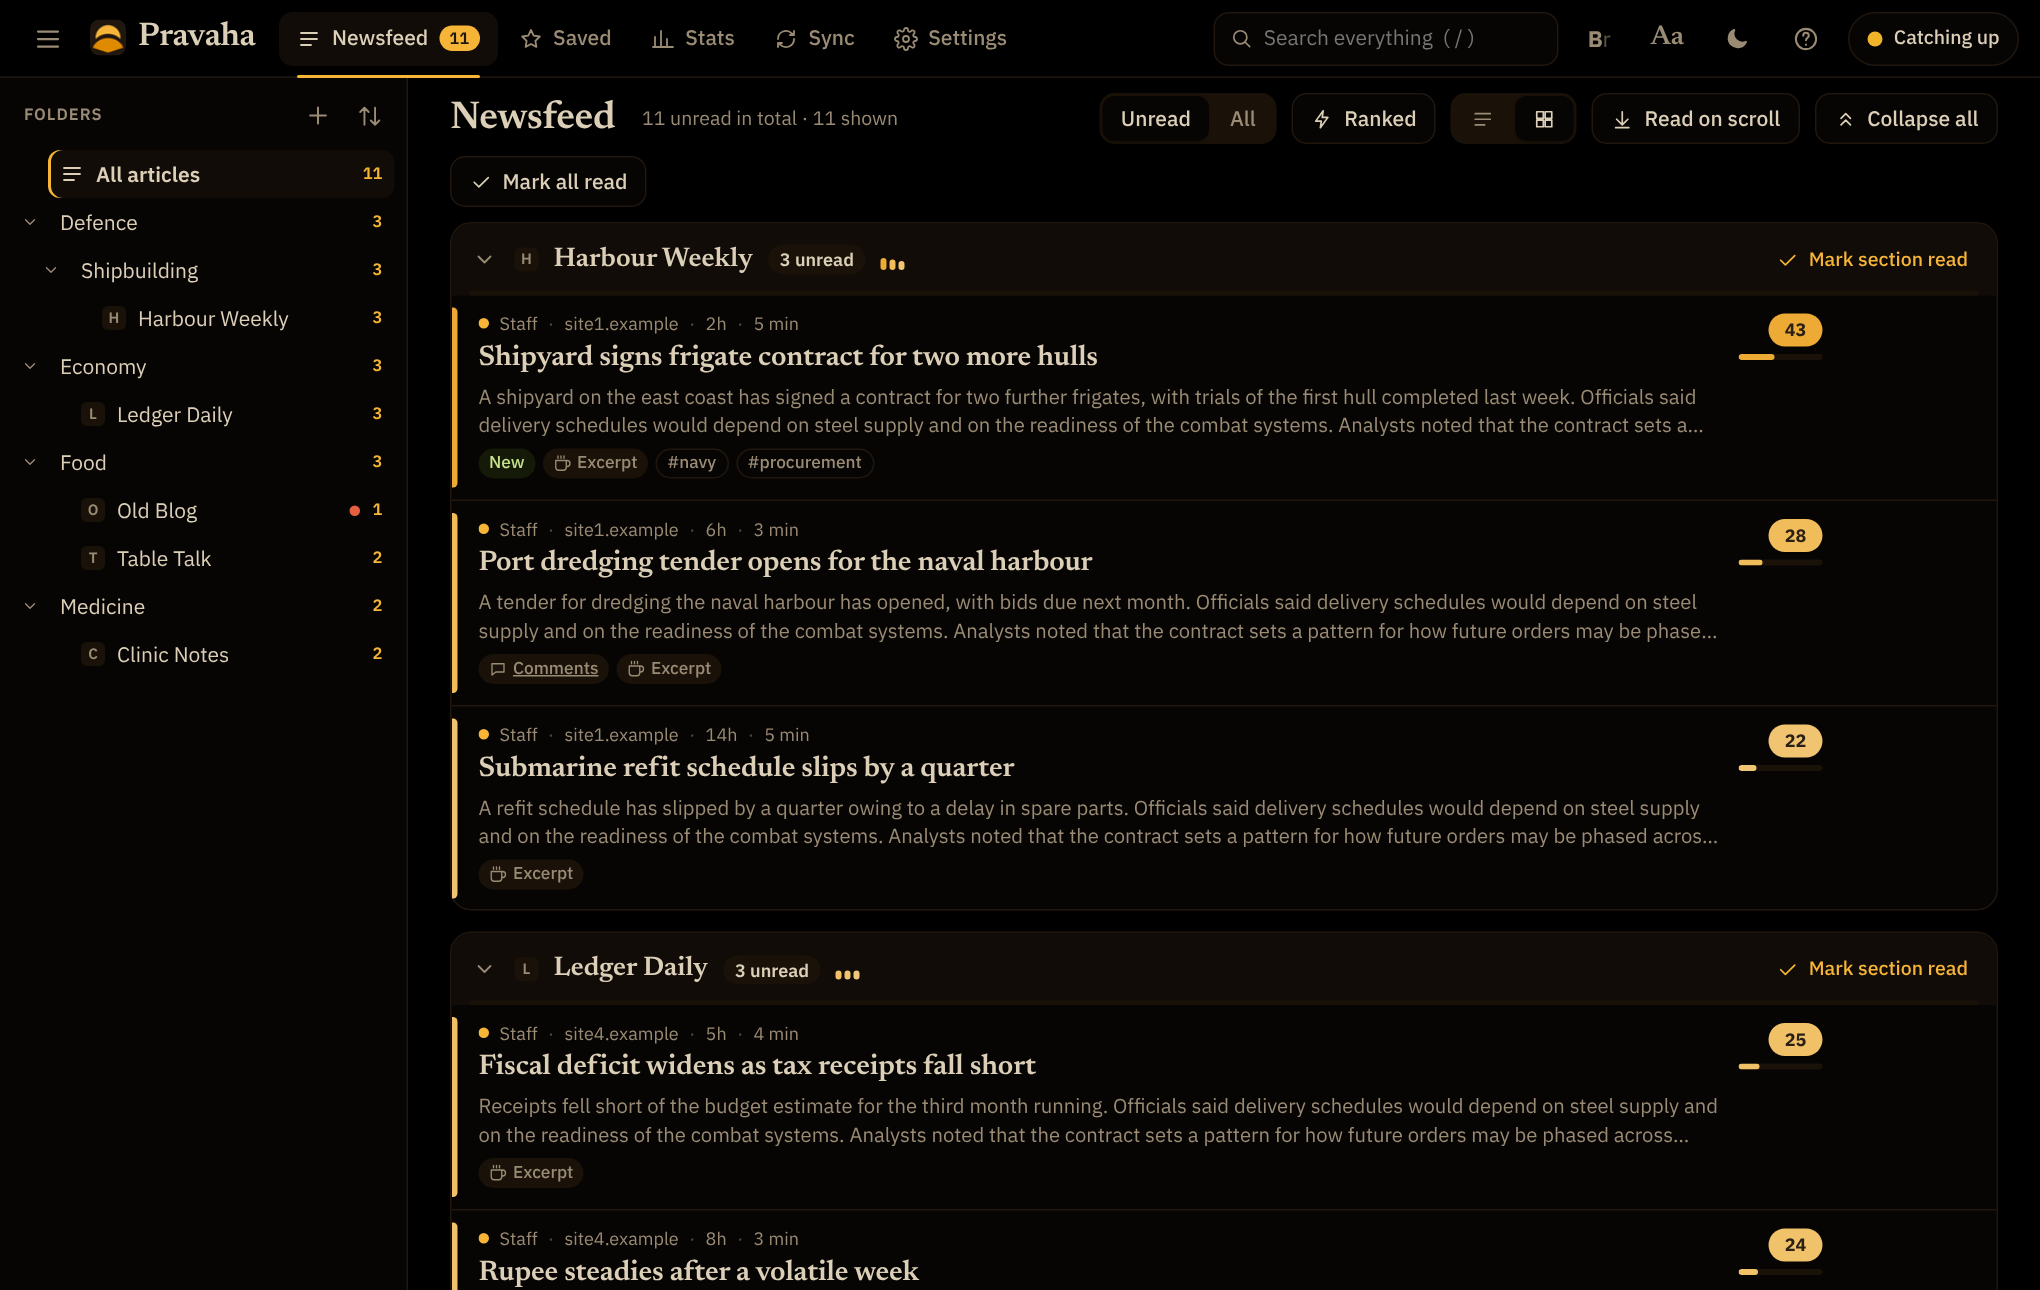 Pravaha
Newsfeed 11
Saved
Stats
Sync
Settings
Search everything (/)
Br
Aa
Catching up
FOLDERS
All articles 11
Defence 3
Shipbuilding 3
H Harbour Weekly 3
Economy 3
L Ledger Daily 3
Food 3
O Old Blog 1
T Table Talk 2
Medicine 2
C Clinic Notes 2
Newsfeed 11 unread in total · 11 shown
Unread All
Ranked
Read on scroll
Collapse all
Mark all read
H Harbour Weekly 3 unread
Mark section read
Staff · site1.example · 2h · 5 min
43
Shipyard signs frigate contract for two more hulls
A shipyard on the east coast has signed a contract for two further frigates, with trials of the first hull completed last week. Officials said
delivery schedules would depend on steel supply and on the readiness of the combat systems. Analysts noted that the contract sets a...
New Excerpt #navy #procurement
Staff · site1.example · 6h · 3 min
28
Port dredging tender opens for the naval harbour
A tender for dredging the naval harbour has opened, with bids due next month. Officials said delivery schedules would depend on steel
supply and on the readiness of the combat systems. Analysts noted that the contract sets a pattern for how future orders may be phase...
Comments Excerpt
Staff · site1.example · 14h · 5 min
22
Submarine refit schedule slips by a quarter
A refit schedule has slipped by a quarter owing to a delay in spare parts. Officials said delivery schedules would depend on steel supply
and on the readiness of the combat systems. Analysts noted that the contract sets a pattern for how future orders may be phased acros...
Excerpt
L Ledger Daily 3 unread
Mark section read
Staff · site4.example · 5h · 4 min
25
Fiscal deficit widens as tax receipts fall short
Receipts fell short of the budget estimate for the third month running. Officials said delivery schedules would depend on steel supply and
on the readiness of the combat systems. Analysts noted that the contract sets a pattern for how future orders may be phased across...
Excerpt
Staff · site4.example · 8h · 3 min
24
Rupee steadies after a volatile week